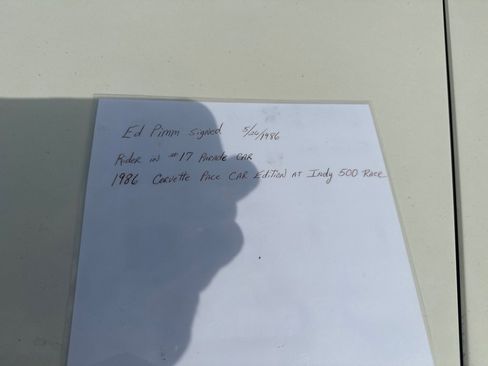 Ed Pimm signed 5/20/1986
Rider in #17 Parade CAR
1986 Corvette Pace CAR Edition AT Indy 500 Race